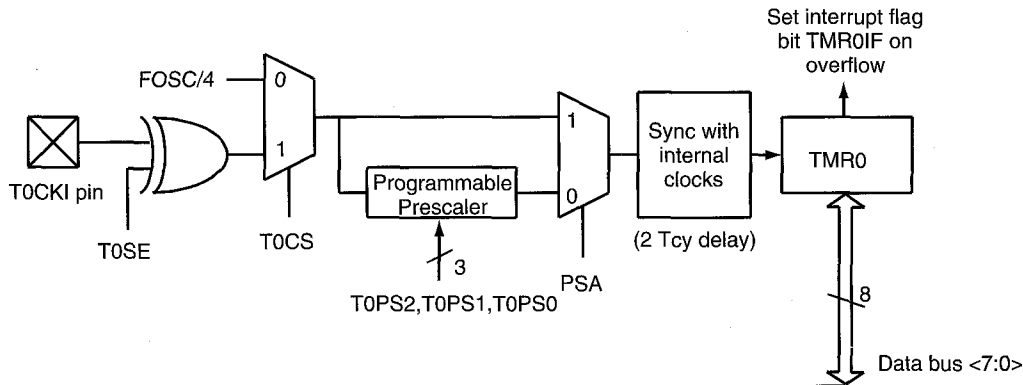 Set interrupt flag
bit TMR0IF on
overflow
FOSC/4
0
1
T0CKI pin
T0SE
T0CS
Programmable
Prescaler
3
T0PS2,T0PS1,T0PS0
1
0
PSA
Sync with
internal
clocks
(2 Tcy delay)
TMR0
8
Data bus <7:0>